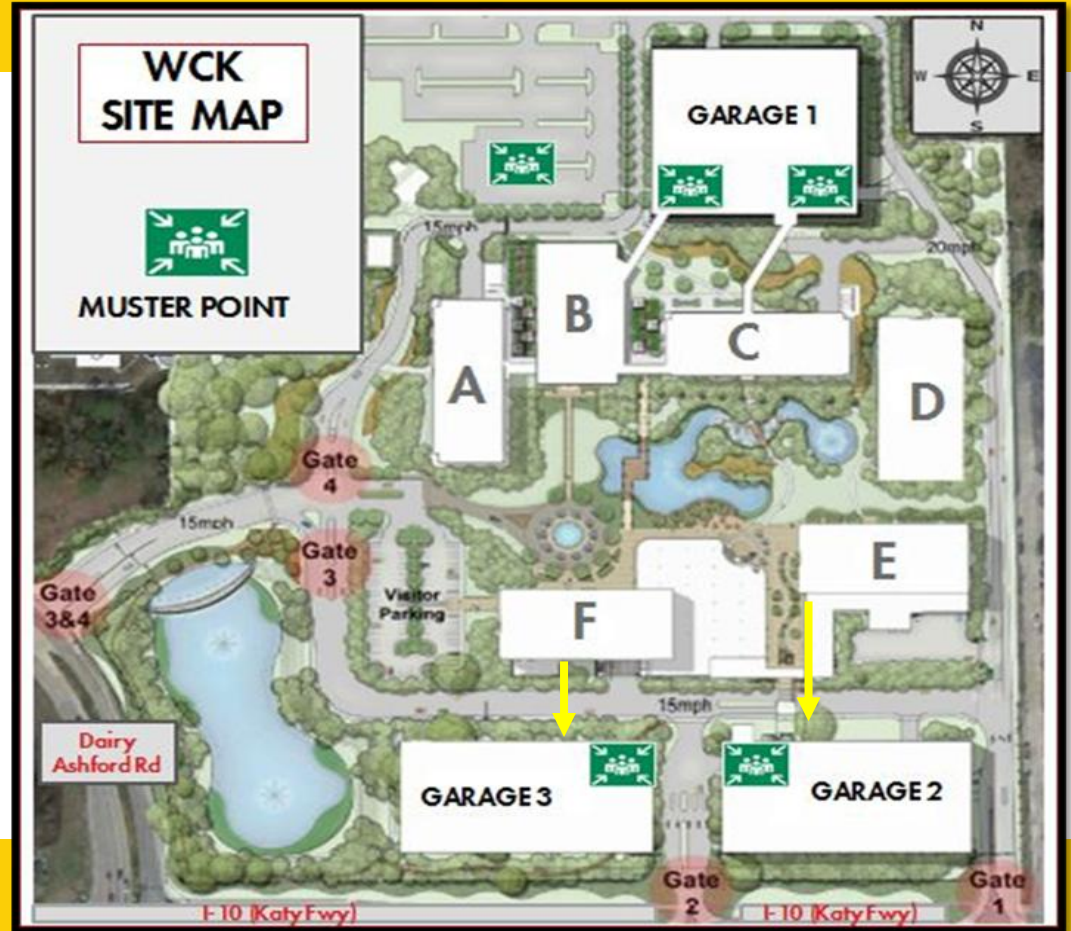 WCK
SITE MAP
MUSTER POINT
N
W
E
S
GARAGE 1
15mph
20mph
A
B
C
D
Gate
4
15mph
Gate
3
Gate
3&4
Visitor
Parking
E
F
15mph
Dairy
Ashford Rd
GARAGE 3
GARAGE 2
Gate
2
Gate
1
I-10 (Katy Fwy)
I-10 (Katy Fwy)